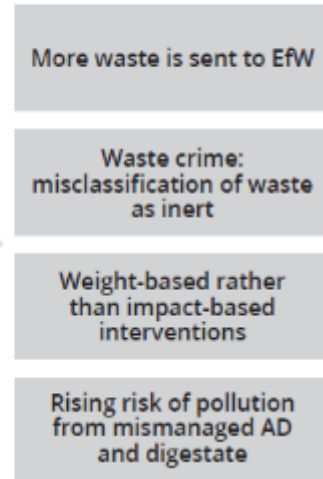 More waste is sent to EfW
Waste crime:
misclassification of waste
as inert
Weight-based rather
than impact-based
interventions
Rising risk of pollution
from mismanaged AD
and digestate